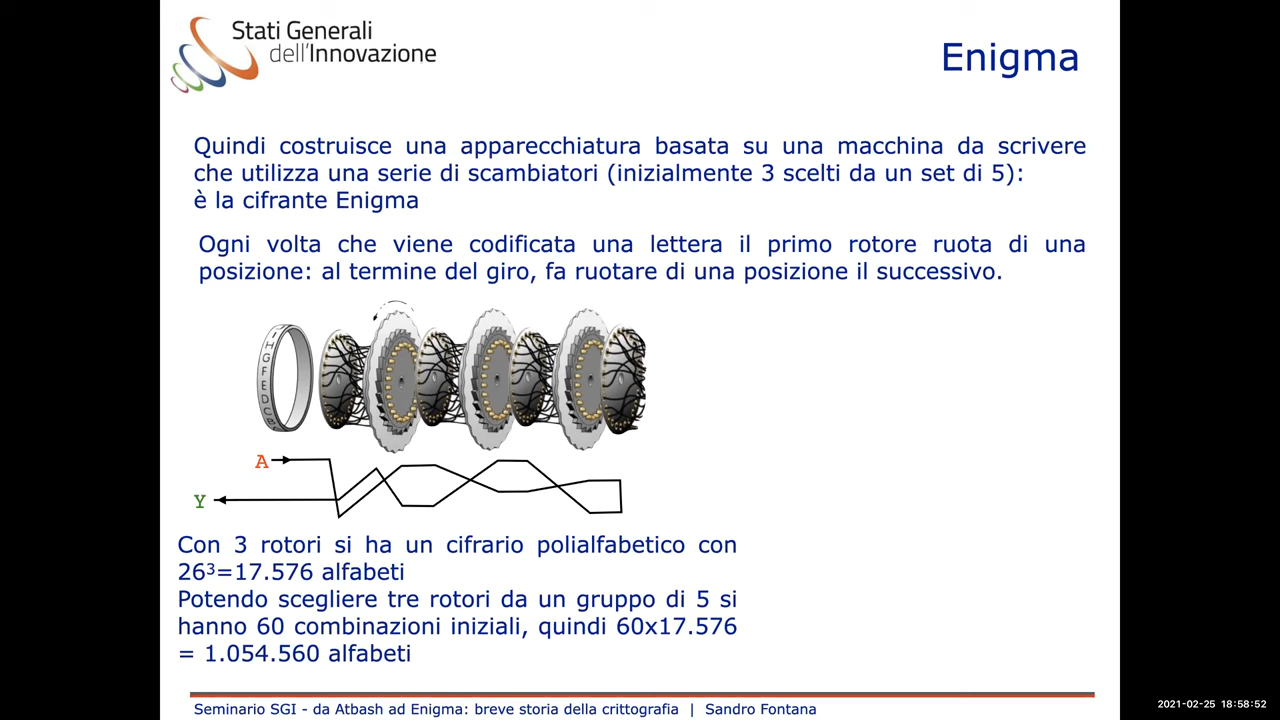 Stati Generali
dell'Innovazione
Enigma
Quindi costruisce una apparecchiatura basata su una macchina da scrivere
che utilizza una serie di scambiatori (inizialmente 3 scelti da un set di 5):
è la cifrante Enigma
Ogni volta che viene codificata una lettera il primo rotore ruota di una
posizione: al termine del giro, fa ruotare di una posizione il successivo.
I
H
G
F
E
D
C
B
A
Y
Con 3 rotori si ha un cifrario polialfabetico con
26³=17.576 alfabeti
Potendo scegliere tre rotori da un gruppo di 5 si
hanno 60 combinazioni iniziali, quindi 60x17.576
= 1.054.560 alfabeti
Seminario SGI - da Atbash ad Enigma: breve storia della crittografia | Sandro Fontana
2021-02-25 18:58:52